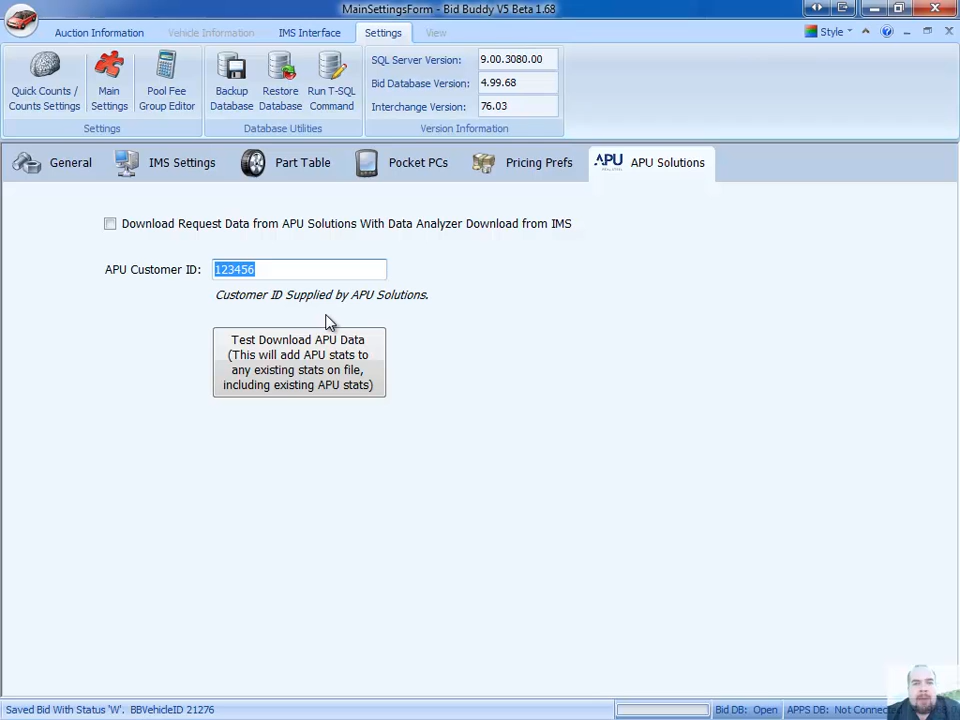 MainSettingsForm - Bid Buddy V5 Beta 1.68
Auction Information Vehicle Information IMS Interface Settings View Style
Quick Counts / Counts Settings
Main Settings
Pool Fee Group Editor
Settings
Backup Database
Restore Database
Run T-SQL Command
Database Utilities
SQL Server Version: 9.00.3080.00
Bid Database Version: 4.99.68
Interchange Version: 76.03
Version Information
General IMS Settings Part Table Pocket PCs Pricing Prefs APU APU Solutions
Download Request Data from APU Solutions With Data Analyzer Download from IMS
APU Customer ID: 123456
Customer ID Supplied by APU Solutions.
Test Download APU Data
(This will add APU stats to
any existing stats on file,
including existing APU stats)
Saved Bid With Status 'W'. BBVehicleID 21276 Bid DB: Open APPS DB: Not